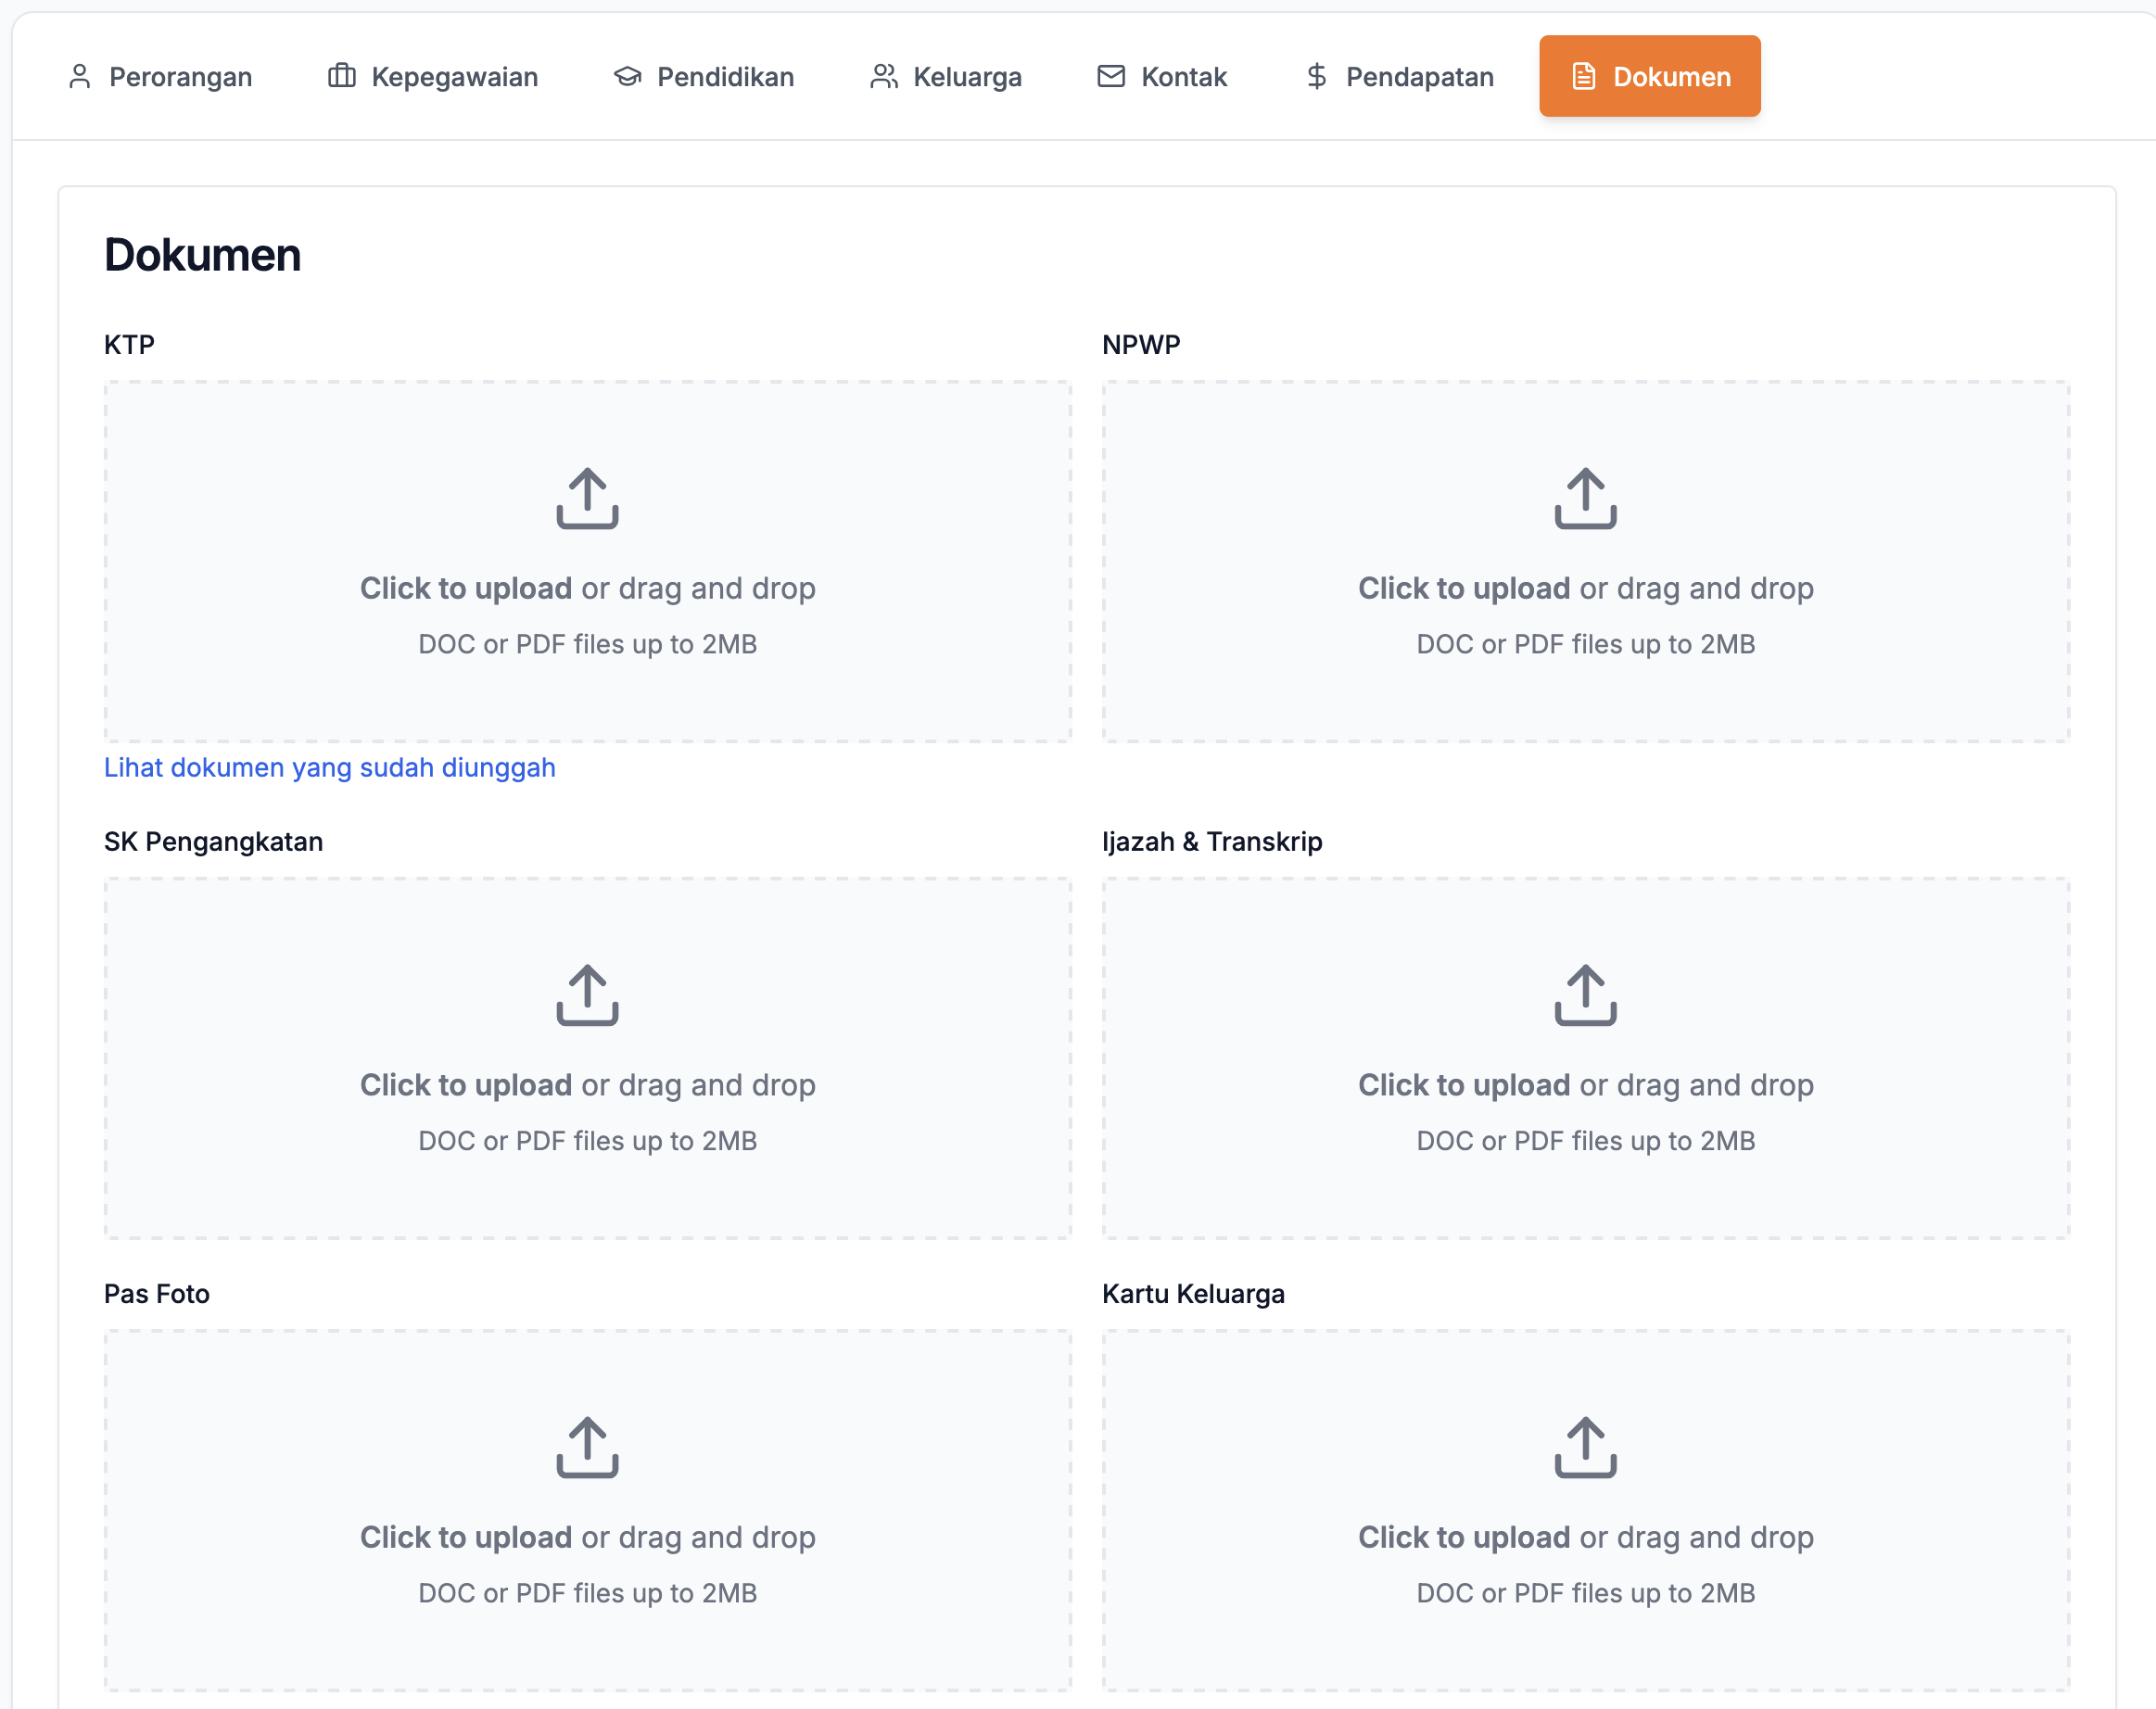 Perorangan
Kepegawaian
Pendidikan
Keluarga
Kontak
Pendapatan
Dokumen
Dokumen
KTP
Click to upload or drag and drop
DOC or PDF files up to 2MB
Lihat dokumen yang sudah diunggah
NPWP
Click to upload or drag and drop
DOC or PDF files up to 2MB
SK Pengangkatan
Click to upload or drag and drop
DOC or PDF files up to 2MB
Ijazah & Transkrip
Click to upload or drag and drop
DOC or PDF files up to 2MB
Pas Foto
Click to upload or drag and drop
DOC or PDF files up to 2MB
Kartu Keluarga
Click to upload or drag and drop
DOC or PDF files up to 2MB